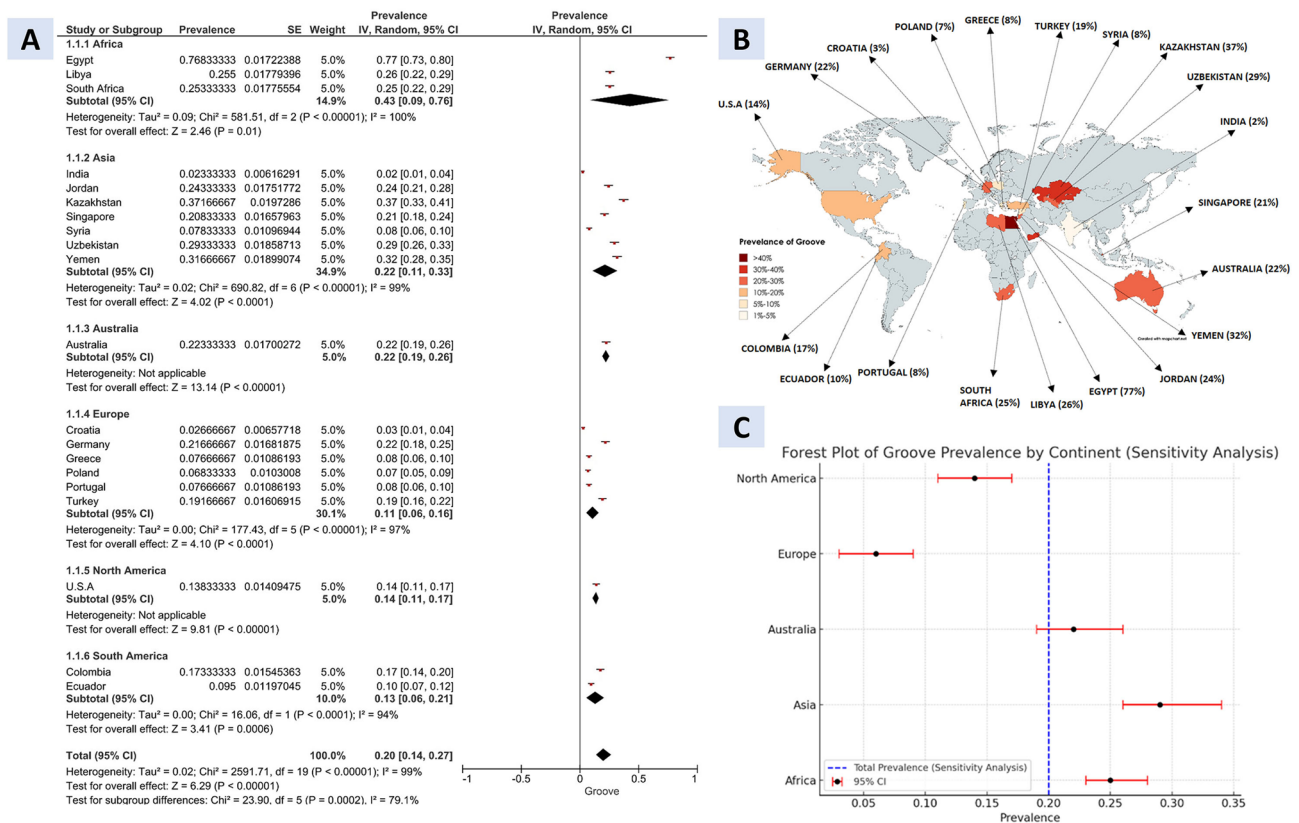 A
Prevalence
Prevalence
Study or Subgroup Prevalence SE Weight IV, Random, 95% CI IV, Random, 95% CI
1.1.1 Africa
Egypt 0.76833333 0.01722388 5.0% 0.77 [0.73, 0.80]
Libya 0.255 0.01779396 5.0% 0.26 [0.22, 0.29]
South Africa 0.25333333 0.01775554 5.0% 0.25 [0.22, 0.29]
Subtotal (95% CI) 14.9% 0.43 [0.09, 0.76]
Heterogeneity: Tau² = 0.09; Chi² = 581.51, df = 2 (P < 0.00001); I² = 100%
Test for overall effect: Z = 2.46 (P = 0.01)
1.1.2 Asia
India 0.02333333 0.00616291 5.0% 0.02 [0.01, 0.04]
Jordan 0.24333333 0.01751772 5.0% 0.24 [0.21, 0.28]
Kazakhstan 0.37166667 0.0197286 5.0% 0.37 [0.33, 0.41]
Singapore 0.20833333 0.01657963 5.0% 0.21 [0.18, 0.24]
Syria 0.07833333 0.01096944 5.0% 0.08 [0.06, 0.10]
Uzbekistan 0.29333333 0.01858713 5.0% 0.29 [0.26, 0.33]
Yemen 0.31666667 0.01899074 5.0% 0.32 [0.28, 0.35]
Subtotal (95% CI) 34.9% 0.22 [0.11, 0.33]
Heterogeneity: Tau² = 0.02; Chi² = 690.82, df = 6 (P < 0.00001); I² = 99%
Test for overall effect: Z = 4.02 (P < 0.0001)
1.1.3 Australia
Australia 0.22333333 0.01700272 5.0% 0.22 [0.19, 0.26]
Subtotal (95% CI) 5.0% 0.22 [0.19, 0.26]
Heterogeneity: Not applicable
Test for overall effect: Z = 13.14 (P < 0.00001)
1.1.4 Europe
Croatia 0.02666667 0.00657718 5.0% 0.03 [0.01, 0.04]
Germany 0.21666667 0.01681875 5.0% 0.22 [0.18, 0.25]
Greece 0.07666667 0.01086193 5.0% 0.08 [0.06, 0.10]
Poland 0.06833333 0.0103008 5.0% 0.07 [0.05, 0.09]
Portugal 0.07666667 0.01086193 5.0% 0.08 [0.06, 0.10]
Turkey 0.19166667 0.01606915 5.0% 0.19 [0.16, 0.22]
Subtotal (95% CI) 30.1% 0.11 [0.06, 0.16]
Heterogeneity: Tau² = 0.00; Chi² = 177.43, df = 5 (P < 0.00001); I² = 97%
Test for overall effect: Z = 4.10 (P < 0.0001)
1.1.5 North America
U.S.A 0.13833333 0.01409475 5.0% 0.14 [0.11, 0.17]
Subtotal (95% CI) 5.0% 0.14 [0.11, 0.17]
Heterogeneity: Not applicable
Test for overall effect: Z = 9.81 (P < 0.00001)
1.1.6 South America
Colombia 0.17333333 0.01545363 5.0% 0.17 [0.14, 0.20]
Ecuador 0.095 0.01197045 5.0% 0.10 [0.07, 0.12]
Subtotal (95% CI) 10.0% 0.13 [0.06, 0.21]
Heterogeneity: Tau² = 0.00; Chi² = 16.06, df = 1 (P < 0.0001); I² = 94%
Test for overall effect: Z = 3.41 (P = 0.0006)
Total (95% CI) 100.0% 0.20 [0.14, 0.27]
Heterogeneity: Tau² = 0.02; Chi² = 2591.71, df = 19 (P < 0.00001); I² = 99%
Test for overall effect: Z = 6.29 (P < 0.00001)
Test for subgroup differences: Chi² = 23.90, df = 5 (P = 0.0002), I² = 79.1%
-1 -0.5 0 0.5 1
Groove
B
POLAND (7%)
GREECE (8%)
TURKEY (19%)
SYRIA (8%)
CROATIA (3%)
KAZAKHSTAN (37%)
GERMANY (22%)
UZBEKISTAN (29%)
U.S.A (14%)
INDIA (2%)
SINGAPORE (21%)
AUSTRALIA (22%)
YEMEN (32%)
Prevelance of Groove
>40%
30%-40%
20%-30%
10%-20%
5%-10%
1%-5%
Created with mapchart.net
COLOMBIA (17%)
ECUADOR (10%)
PORTUGAL (8%)
SOUTH
AFRICA (25%)
LIBYA (26%)
EGYPT (77%)
JORDAN (24%)
C
Forest Plot of Groove Prevalence by Continent (Sensitivity Analysis)
North America
Europe
Australia
Asia
Africa
Total Prevalence (Sensitivity Analysis)
95% CI
0.05 0.10 0.15 0.20 0.25 0.30 0.35
Prevalence